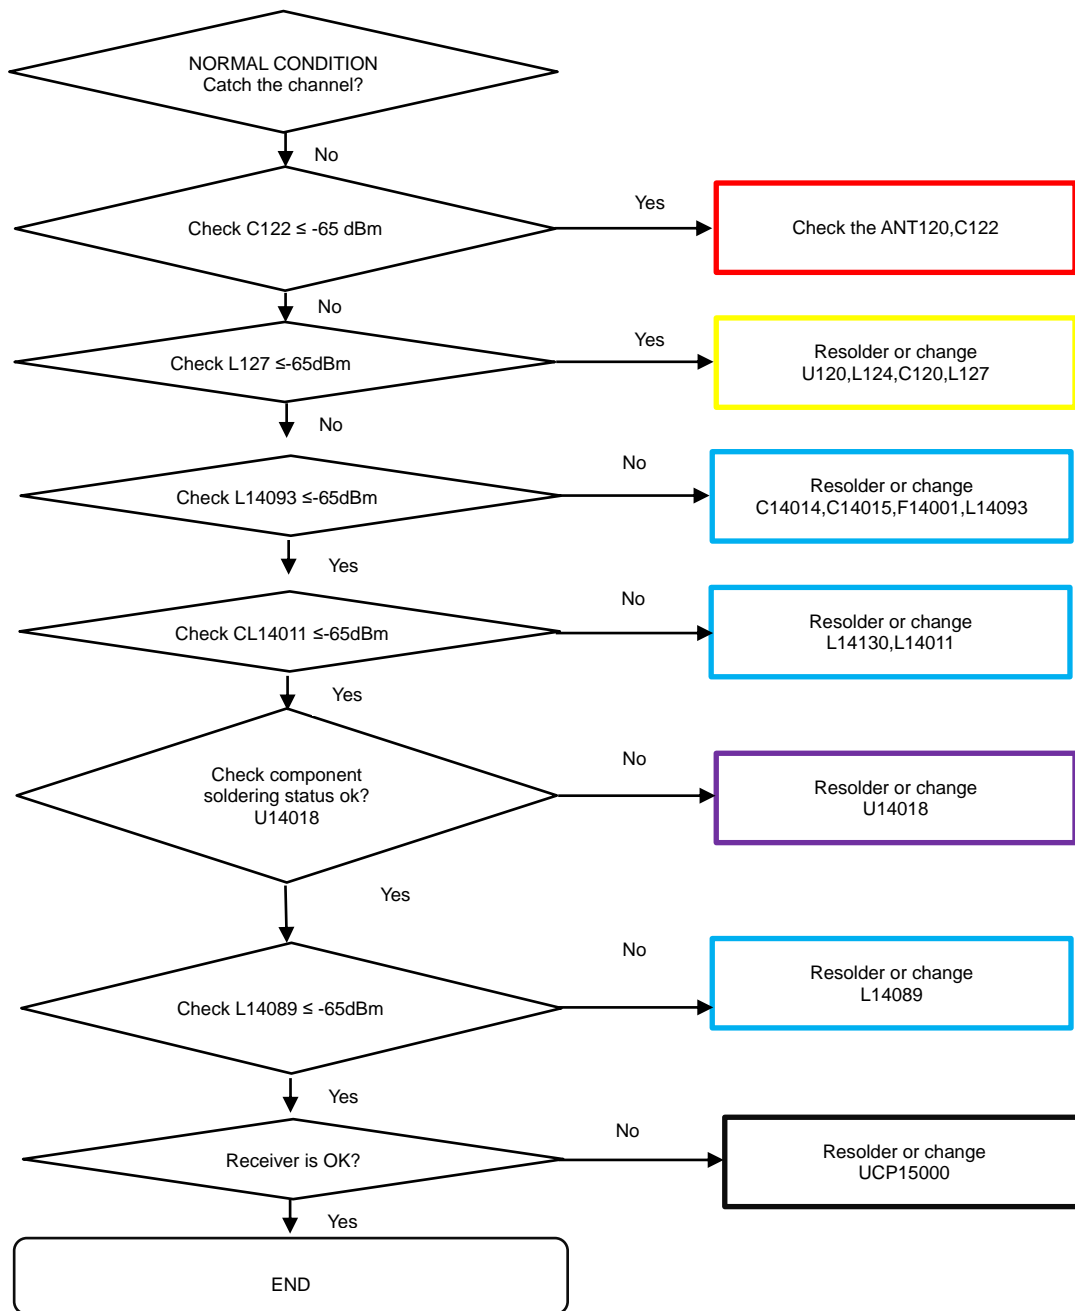 NORMAL CONDITION
Catch the channel?
No
Check C122 ≤ -65 dBm
Yes
Check the ANT120,C122
No
Check L127 ≤-65dBm
Yes
Resolder or change
U120,L124,C120,L127
No
Check L14093 ≤-65dBm
No
Resolder or change
C14014,C14015,F14001,L14093
Yes
Check CL14011 ≤-65dBm
No
Resolder or change
L14130,L14011
Yes
Check component
soldering status ok?
U14018
No
Resolder or change
U14018
Yes
Check L14089 ≤ -65dBm
No
Resolder or change
L14089
Yes
Receiver is OK?
No
Resolder or change
UCP15000
Yes
END